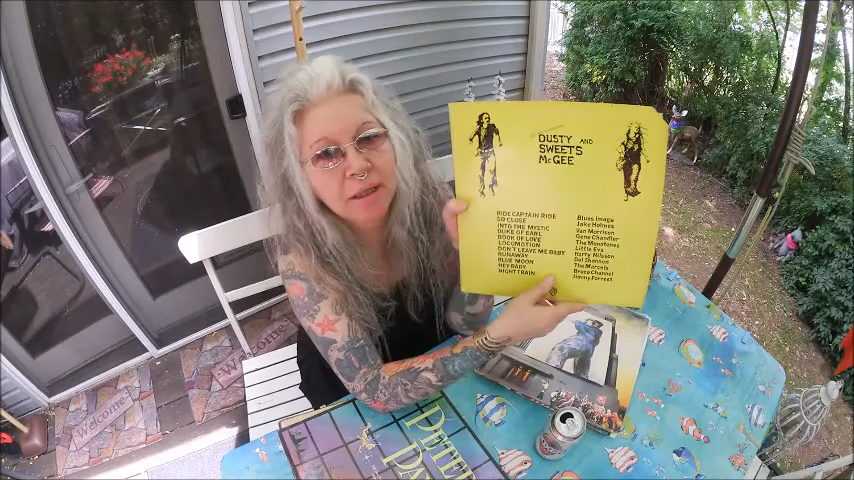 DUSTY AND
SWEETS
McGEE
RIDE CAPTAIN RIDE Blues Image
SO CLOSE Jake Holmes
INTO THE MYSTIC Van Morrison
DUKE OF EARL Gene Chandler
BOOK OF LOVE The Monotones
LOCOMOTION Little Eva
DON'T LEAVE ME BABY Harry Nilsson
RUNAWAY Del Shannon
BLUE MOON The Marcels
HEY BABY Bruce Channel
NIGHT TRAIN Jimmy Forrest
Welcome
Welcome